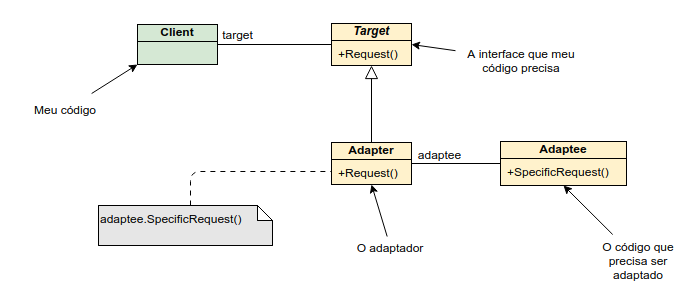 Client
target
Target
+Request()
A interface que meu
código precisa
Meu código
Adapter
+Request()
adaptee
Adaptee
+SpecificRequest()
adaptee.SpecificRequest()
O adaptador
O código que
precisa ser
adaptado